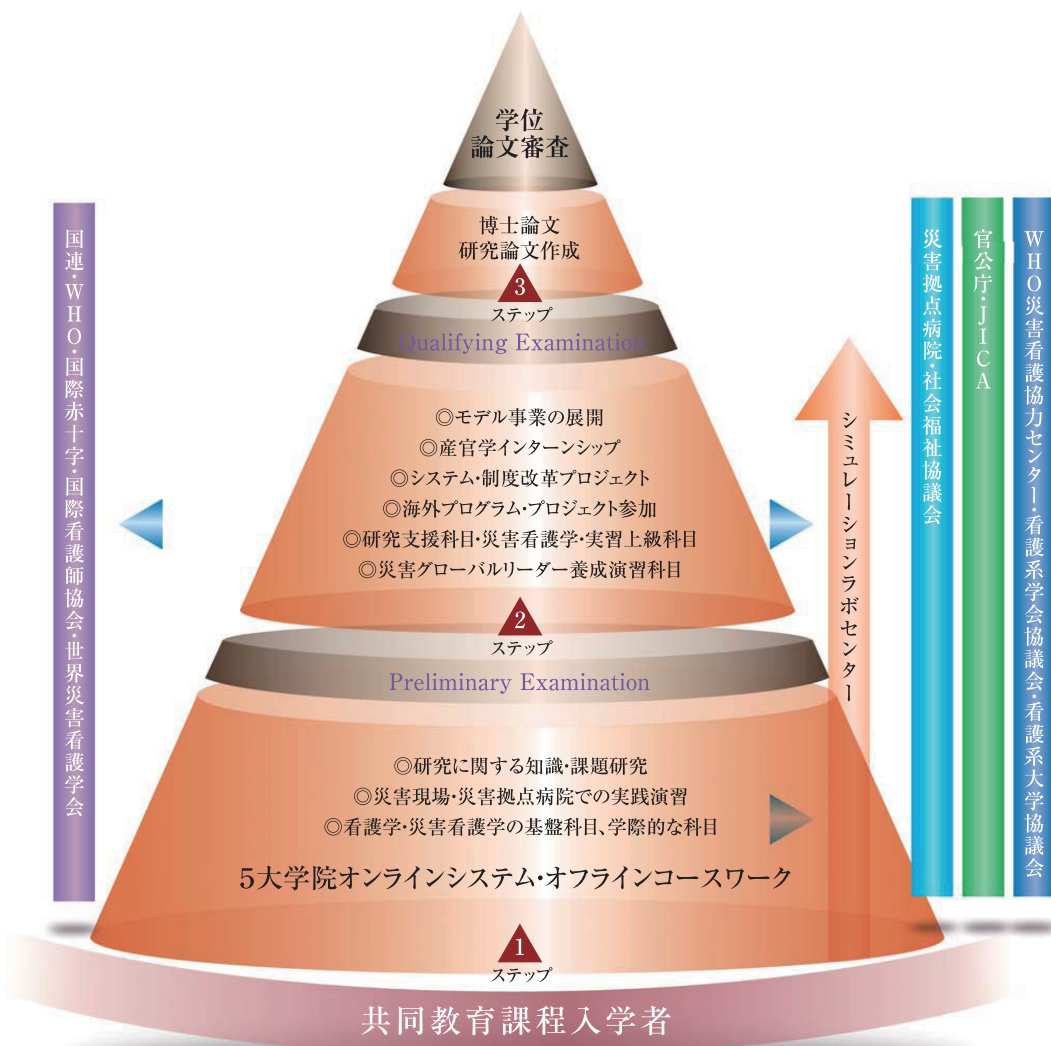 学位
論文審査
博士論文
研究論文作成
3
ステップ
Qualifying Examination
◎モデル事業の展開
◎産官学インターンシップ
◎システム・制度改革プロジェクト
◎海外プログラム・プロジェクト参加
◎研究支援科目・災害看護学・実習上級科目
◎災害グローバルリーダー養成演習科目
2
ステップ
Preliminary Examination
◎研究に関する知識・課題研究
◎災害現場・災害拠点病院での実践演習
◎看護学・災害看護学の基盤科目、学際的な科目
5大学院オンラインシステム・オフラインコースワーク
1
ステップ
共同教育課程入学者
国連・WHO・国際赤十字・国際看護師協会・世界災害看護学会
シミュレーションラボセンター
災害拠点病院・社会福祉協議会
官公庁・JICA
WHO災害看護協力センター・看護系学会協議会・看護系大学協議会